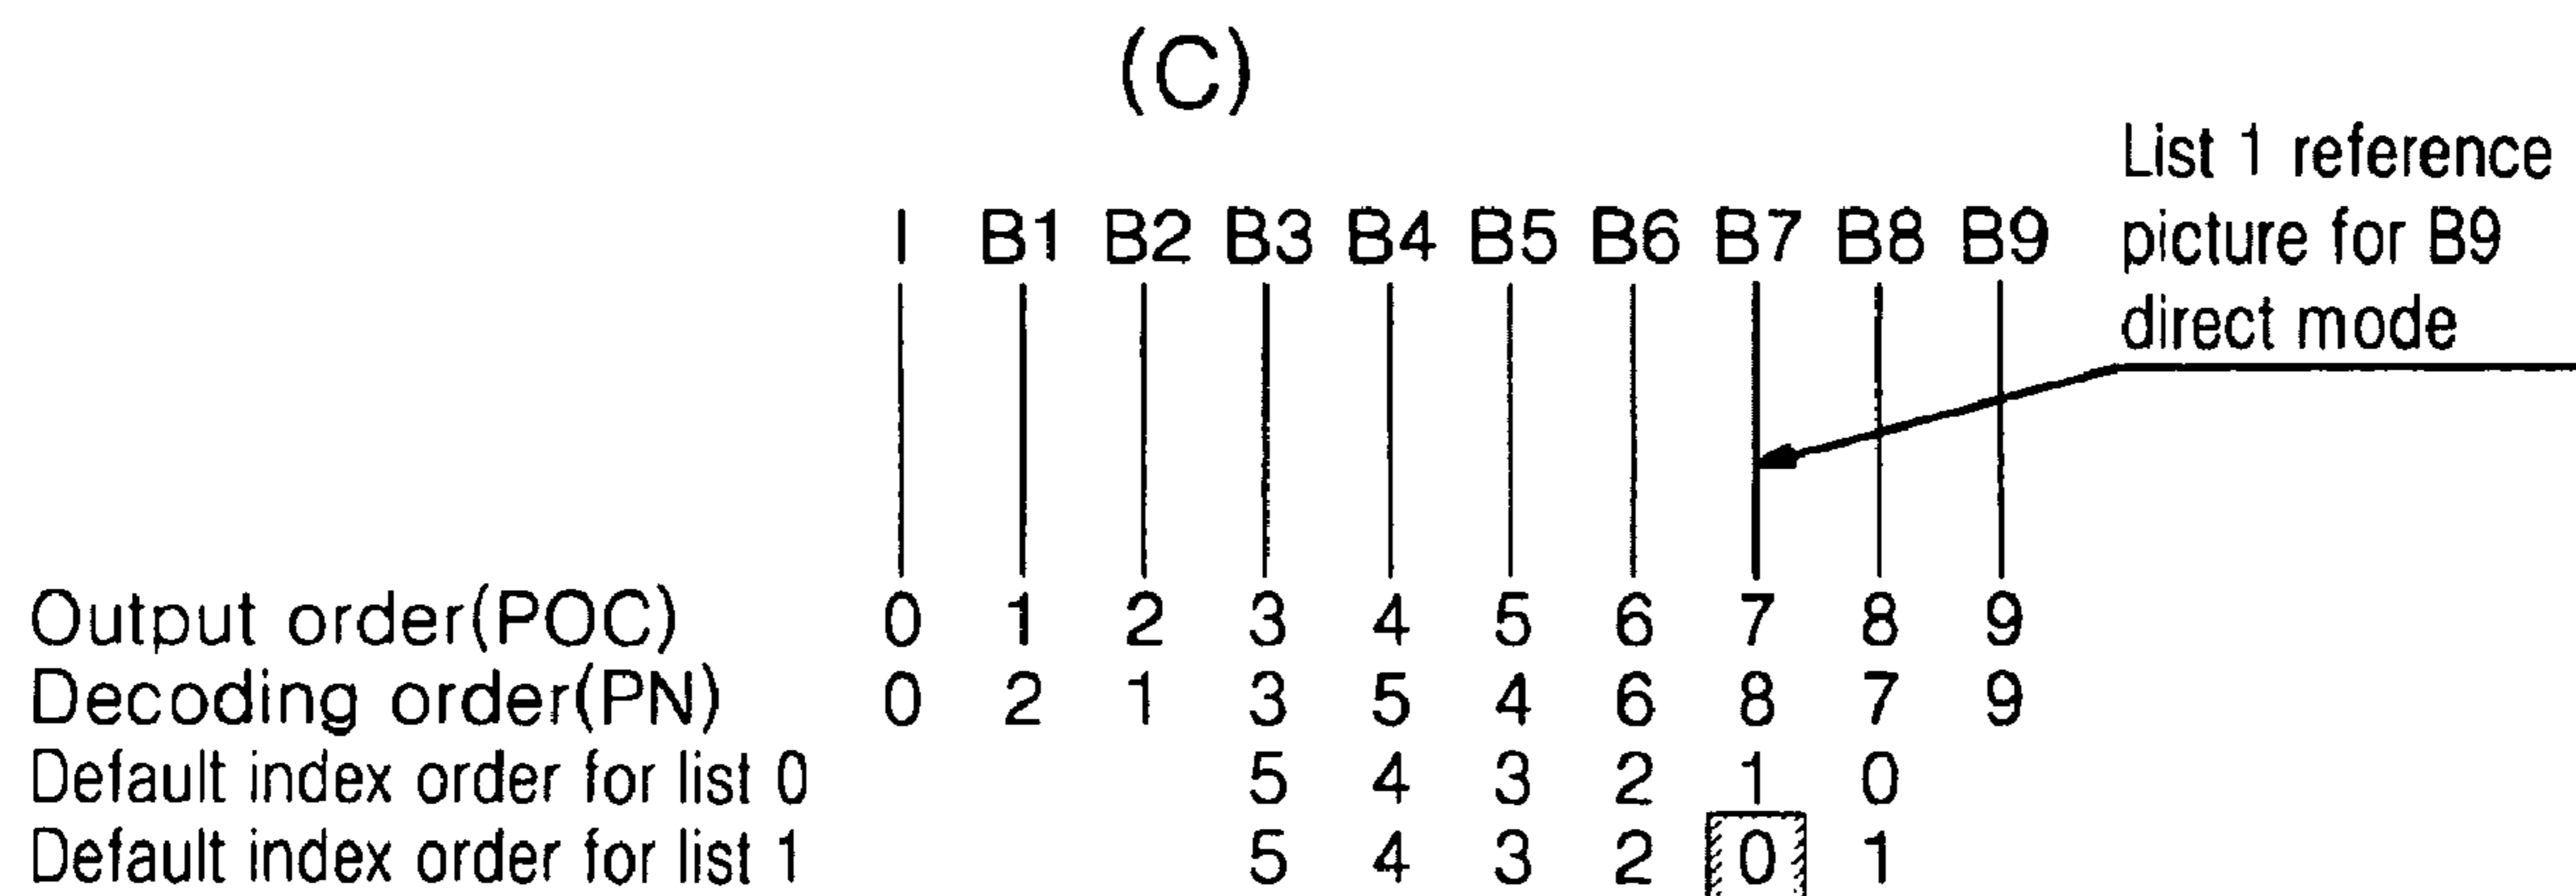 (C)
List 1 reference
picture for B9
direct mode
I B1 B2 B3 B4 B5 B6 B7 B8 B9
Output order(POC) 0 1 2 3 4 5 6 7 8 9
Decoding order(PN) 0 2 1 3 5 4 6 8 7 9
Default index order for list 0 5 4 3 2 1 0
Default index order for list 1 5 4 3 2 0 1